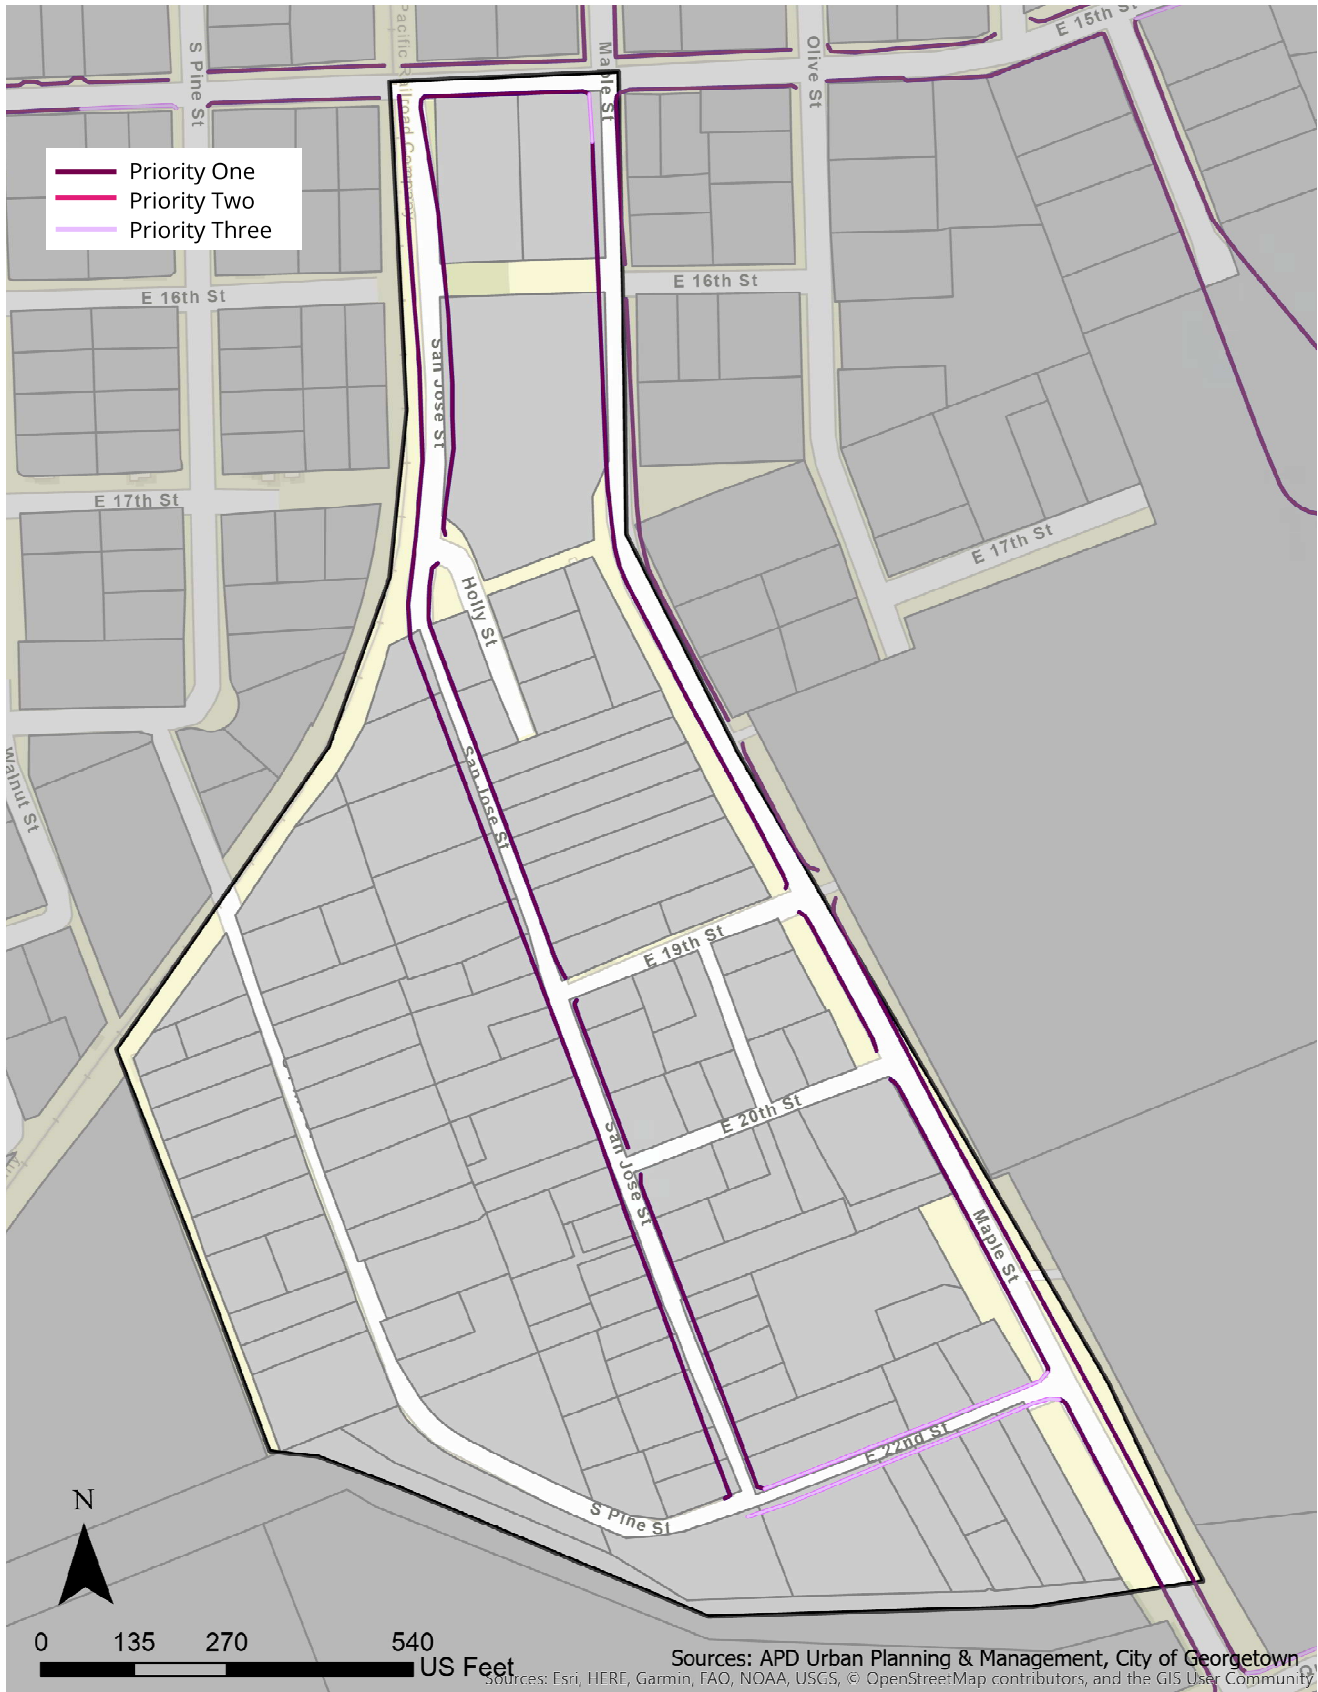 E 15th St
S Pine St
Pacific Railroad Company
Maple St
Olive St
Priority One
Priority Two
Priority Three
E 16th St
E 16th St
San Jose St
E 17th St
E 17th St
Holly St
Walnut St
San Jose St
E 19th St
E 20th St
San Jose St
Maple St
E 22nd St
S Pine St
N
0 135 270 540
US Feet
Sources: APD Urban Planning & Management, City of Georgetown
Sources: Esri, HERE, Garmin, FAO, NOAA, USGS, © OpenStreetMap contributors, and the GIS User Community